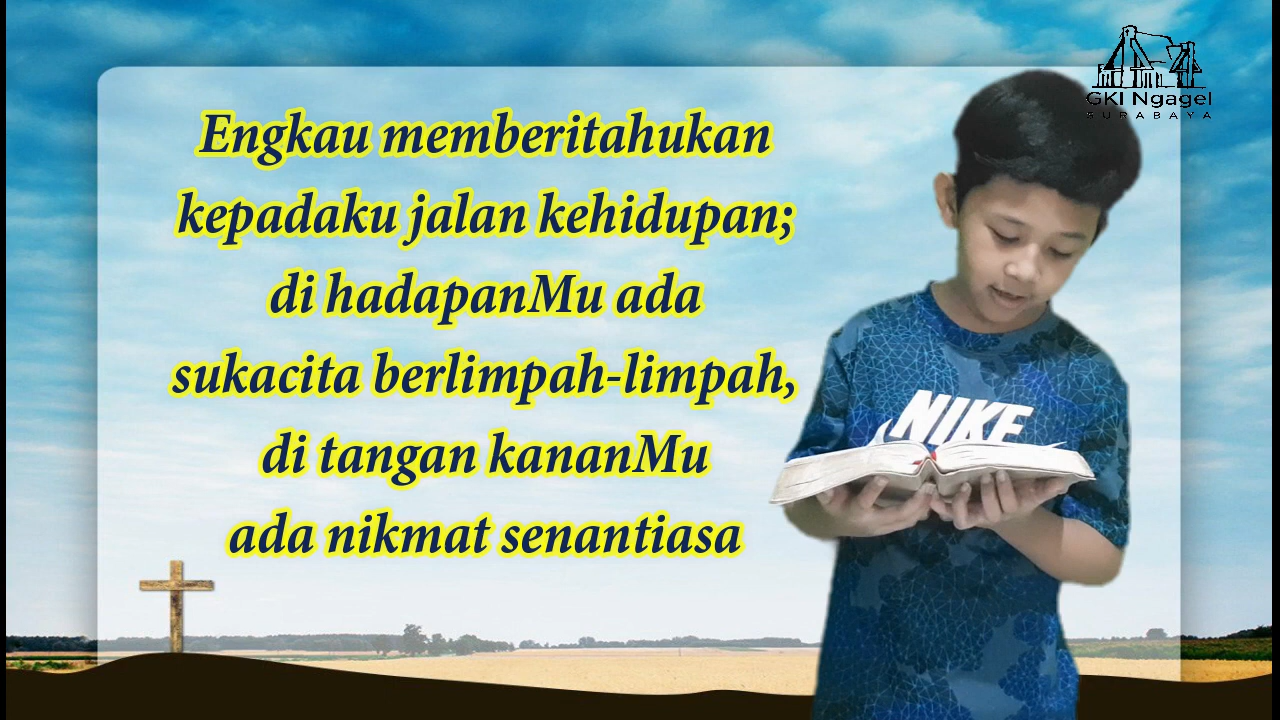 Engkau memberitahukan
kepadaku jalan kehidupan;
di hadapanMu ada
sukacita berlimpah-limpah,
di tangan kananMu
ada nikmat senantiasa
GKI Ngagel
SURABAYA
NIKE